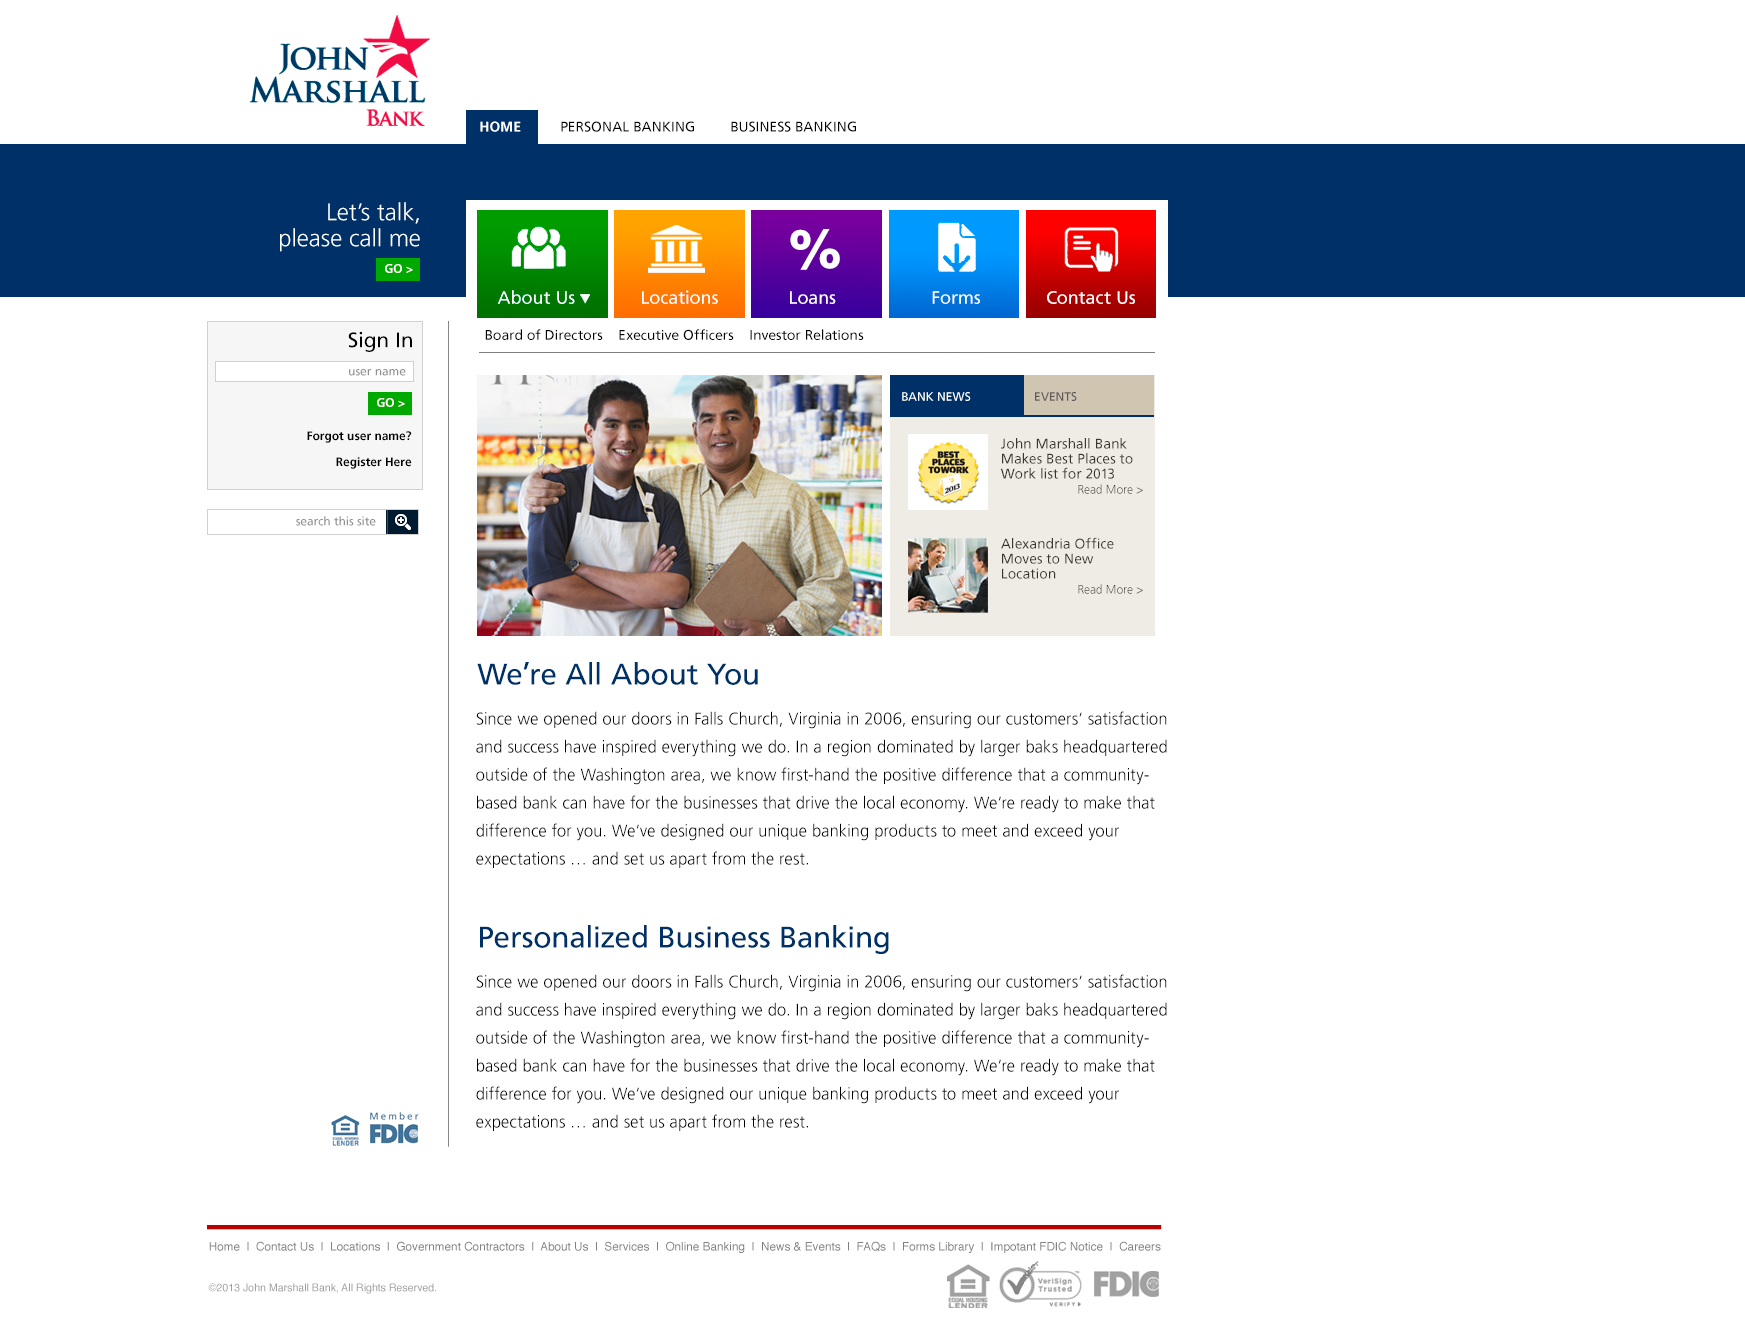 JOHN
MARSHALL
BANK
HOME
PERSONAL BANKING
BUSINESS BANKING
Let's talk,
please call me
GO >
About Us ▼
Locations
%
Loans
Forms
Contact Us
Board of Directors
Executive Officers
Investor Relations
Sign In
user name
GO >
Forgot user name?
Register Here
search this site
BANK NEWS
EVENTS
BEST
PLACES
TO WORK
2013
John Marshall Bank
Makes Best Places to
Work list for 2013
Read More >
Alexandria Office
Moves to New
Location
Read More >
We're All About You
Since we opened our doors in Falls Church, Virginia in 2006, ensuring our customers' satisfaction
and success have inspired everything we do. In a region dominated by larger baks headquartered
outside of the Washington area, we know first-hand the positive difference that a community-
based bank can have for the businesses that drive the local economy. We're ready to make that
difference for you. We've designed our unique banking products to meet and exceed your
expectations … and set us apart from the rest.
Personalized Business Banking
Since we opened our doors in Falls Church, Virginia in 2006, ensuring our customers' satisfaction
and success have inspired everything we do. In a region dominated by larger baks headquartered
outside of the Washington area, we know first-hand the positive difference that a community-
based bank can have for the businesses that drive the local economy. We're ready to make that
difference for you. We've designed our unique banking products to meet and exceed your
expectations … and set us apart from the rest.
EQUAL HOUSING
LENDER
Member
FDIC
Home | Contact Us | Locations | Government Contractors | About Us | Services | Online Banking | News & Events | FAQs | Forms Library | Impotant FDIC Notice | Careers
©2013 John Marshall Bank, All Rights Reserved.
EQUAL HOUSING
LENDER
VeriSign
Trusted
VERIFY▶
FDIC